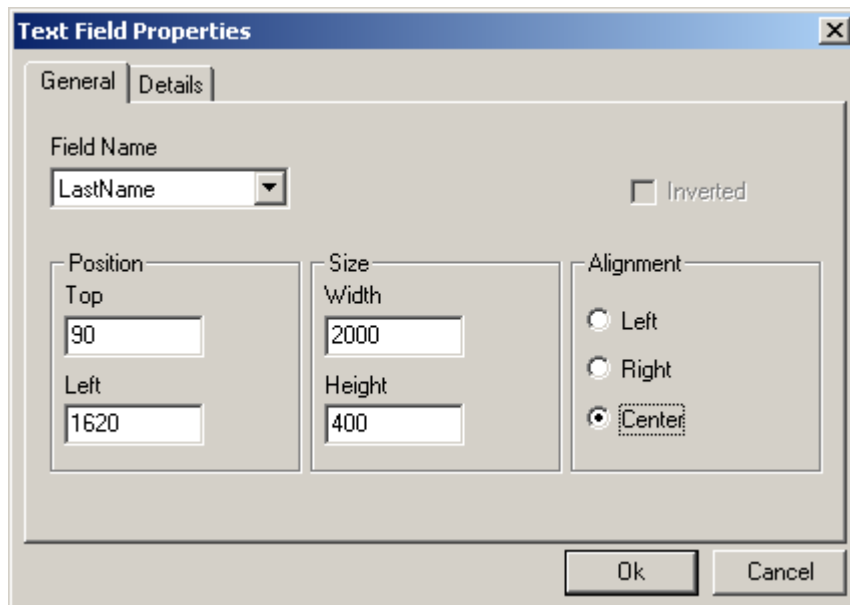 Text Field Properties
General
Details
Field Name
LastName
Inverted
Position
Top
90
Left
1620
Size
Width
2000
Height
400
Alignment
Left
Right
Center
Ok
Cancel